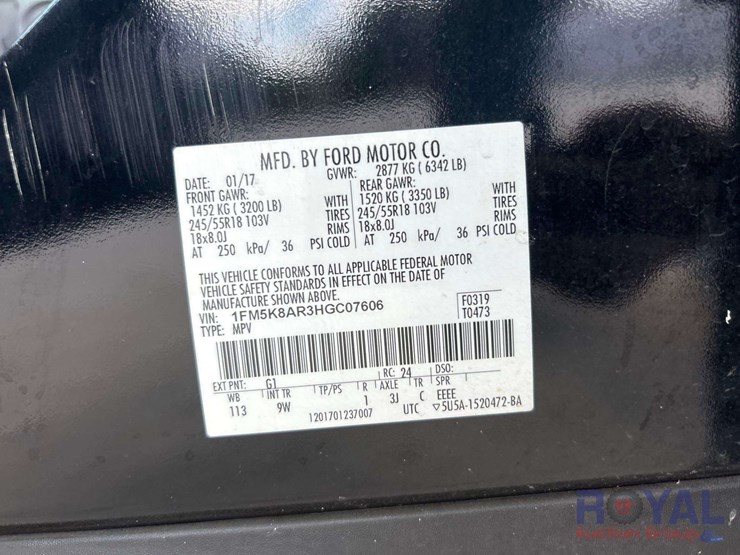 MFD. BY FORD MOTOR CO.
DATE: 01/17 GVWR: 2877 KG ( 6342 LB)
FRONT GAWR: REAR GAWR:
1452 KG ( 3200 LB) WITH 1520 KG ( 3350 LB) WITH
245/55R18 103V TIRES 245/55R18 103V TIRES
18x8.0J RIMS 18x8.0J RIMS
AT 250 kPa/ 36 PSI COLD AT 250 kPa/ 36 PSI COLD
THIS VEHICLE CONFORMS TO ALL APPLICABLE FEDERAL MOTOR
VEHICLE SAFETY STANDARDS IN EFFECT ON THE DATE OF
MANUFACTURE SHOWN ABOVE.
VIN: 1FM5K8AR3HGC07606 F0319
TYPE: MPV T0473
EXT PNT: G1 RC: 24 DSO:
WB INT TR TP/PS R AXLE TR SPR
113 9W 1 3J C EEEE
1201701237007 UTC ▽5U5A-1520472-BA
ROYAL
Auction Group